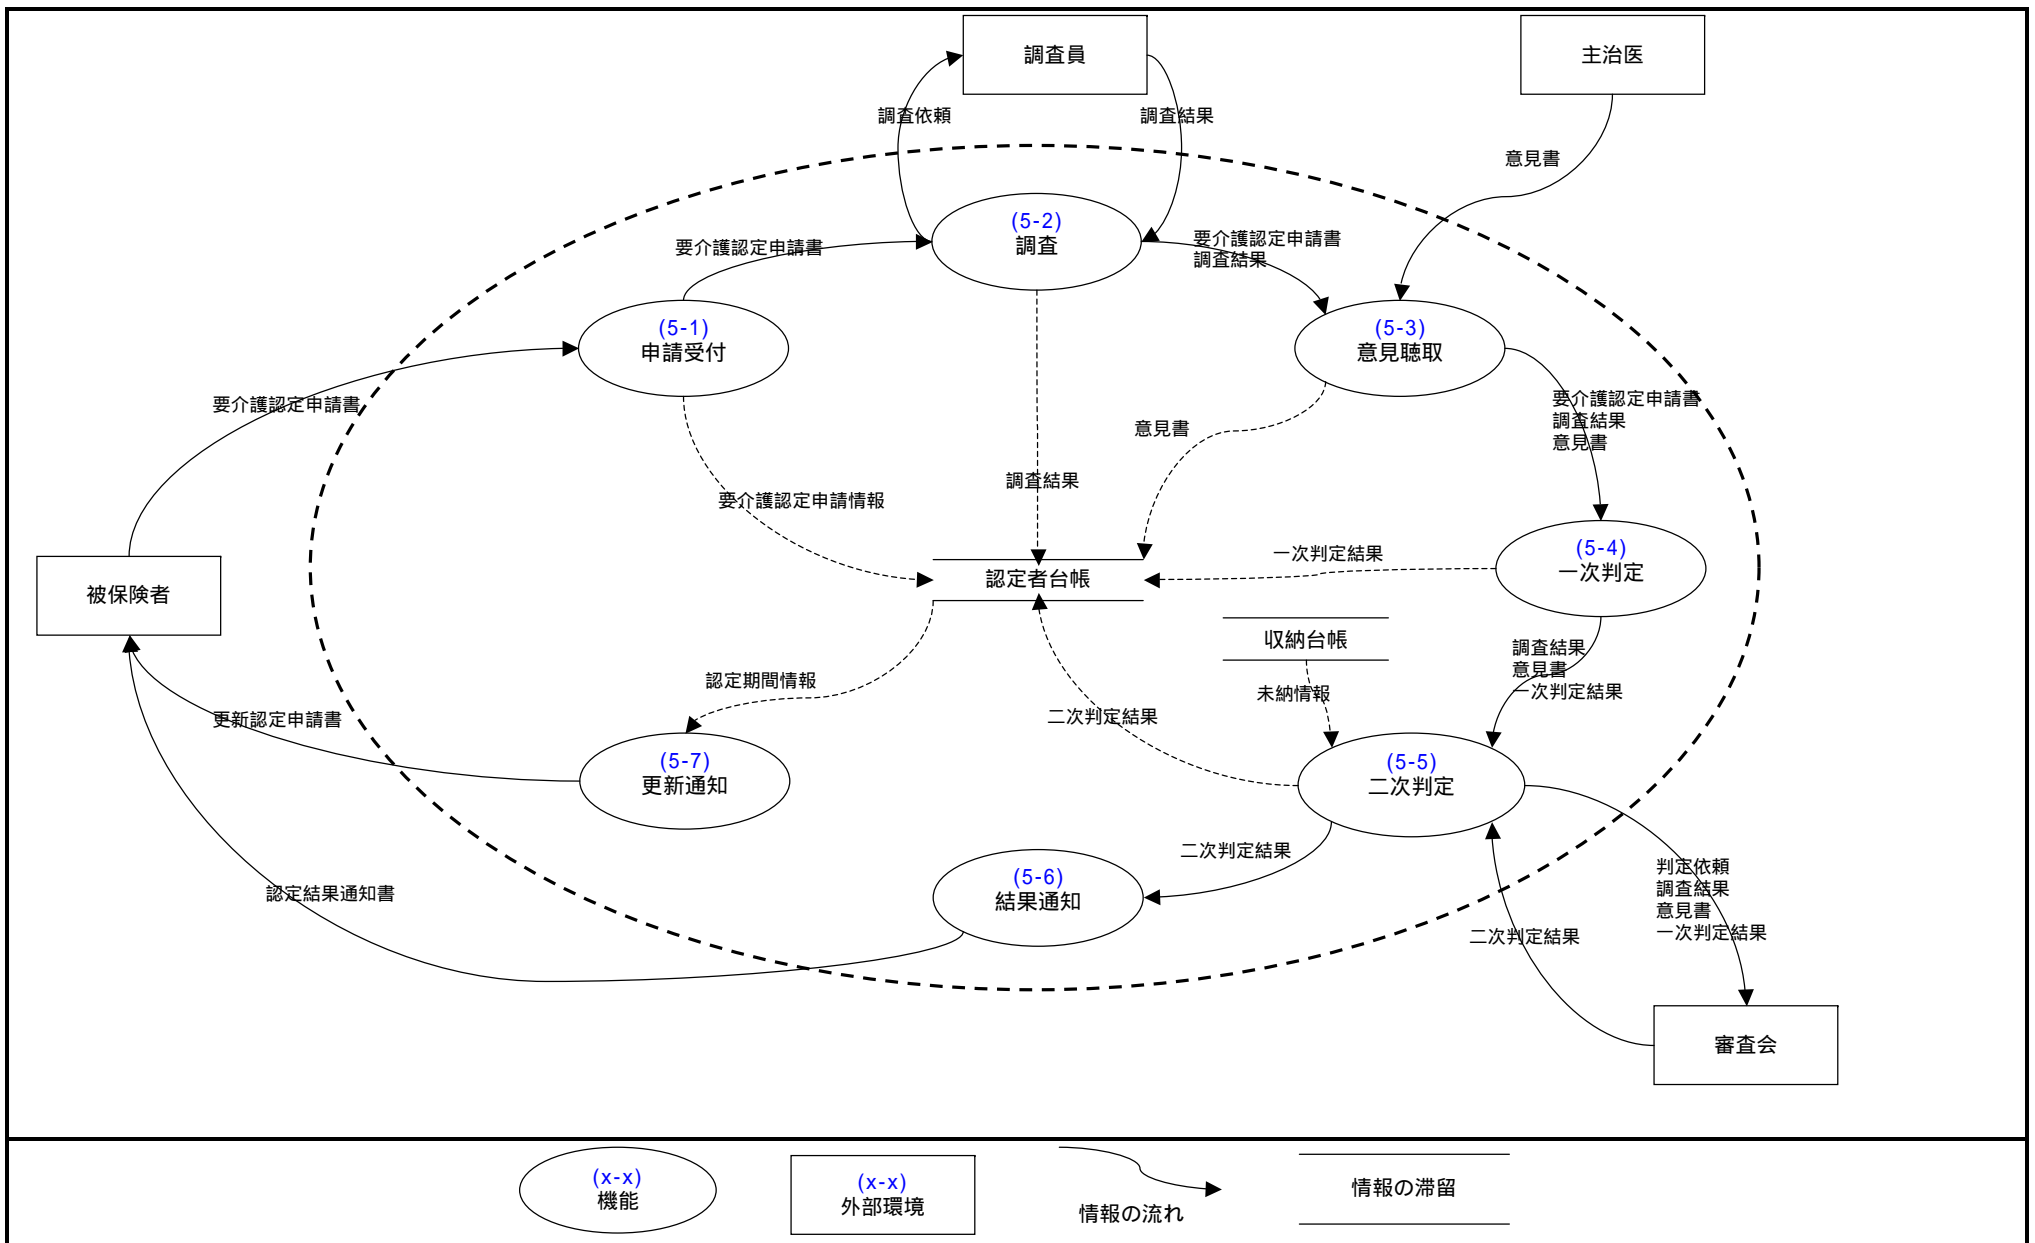 調査員
主治医
調査依頼
調査結果
意見書
(5-2)
調査
要介護認定申請書
要介護認定申請書
調査結果
(5-1)
申請受付
(5-3)
意見聴取
要介護認定申請書
要介護認定申請書
調査結果
意見書
意見書
調査結果
要介護認定申請情報
一次判定結果
(5-4)
一次判定
認定者台帳
被保険者
収納台帳
調査結果
意見書
一次判定結果
認定期間情報
未納情報
二次判定結果
更新認定申請書
(5-7)
更新通知
(5-5)
二次判定
二次判定結果
(5-6)
結果通知
認定結果通知書
判定依頼
調査結果
意見書
一次判定結果
二次判定結果
審査会
(x-x)
機能
(x-x)
外部環境
情報の流れ
情報の滞留